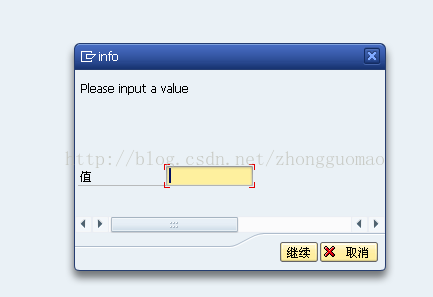 info
Please input a value
http://blog.csdn.net/zhongguomao
值
继续
取消